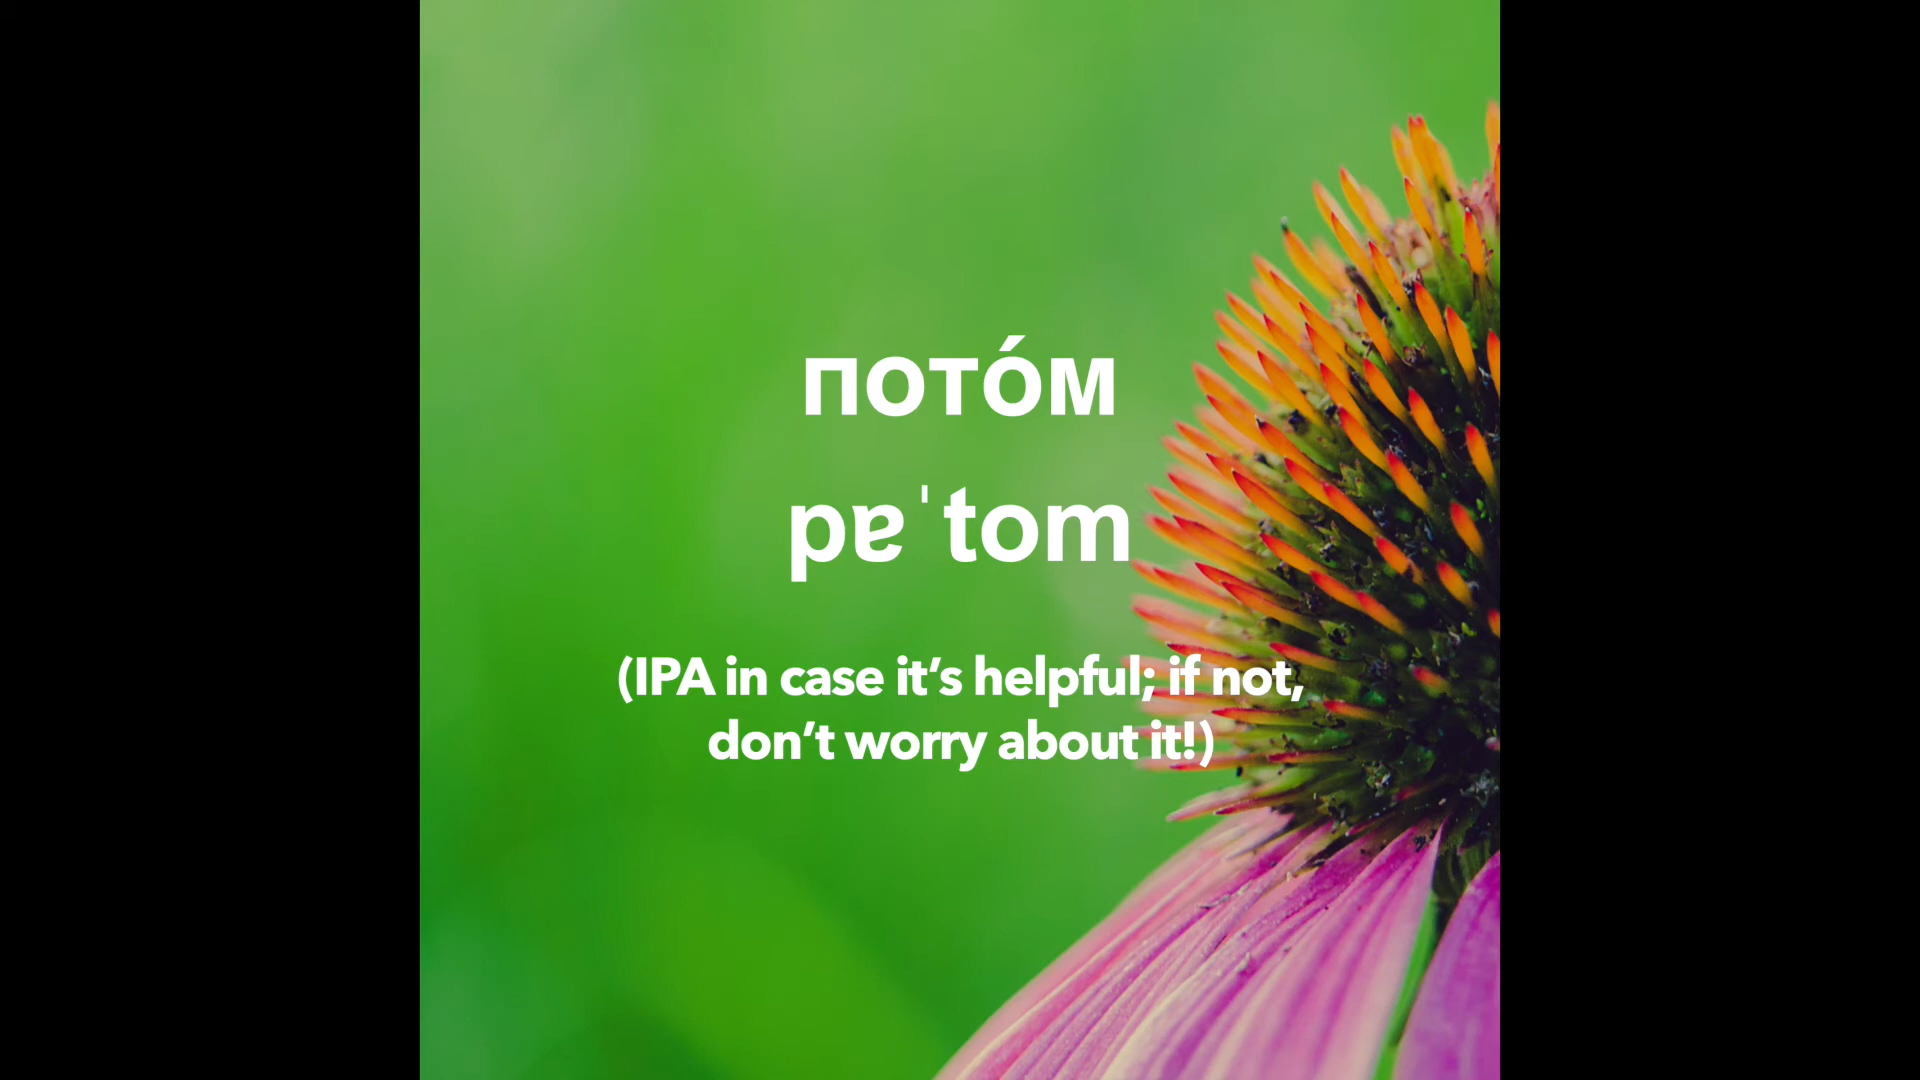 пото́м
pɐˈtom
(IPA in case it’s helpful; if not,
don’t worry about it!)